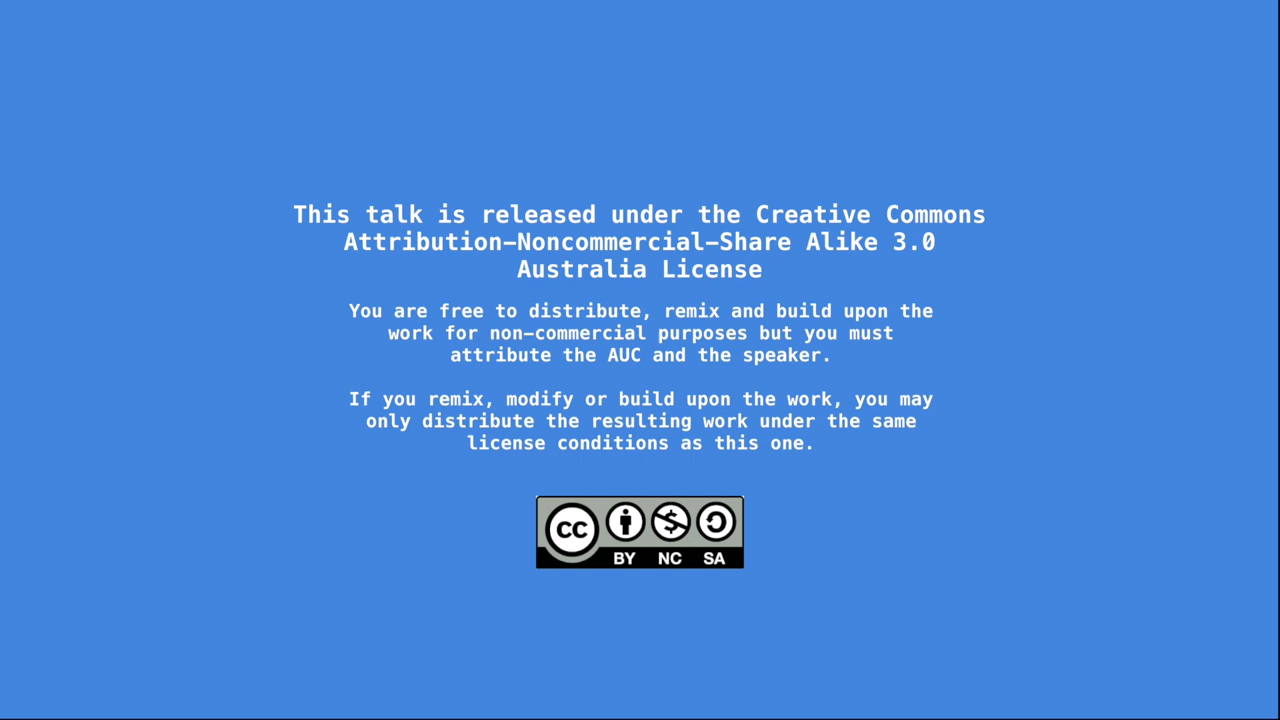 This talk is released under the Creative Commons
Attribution–Noncommercial–Share Alike 3.0
Australia License
You are free to distribute, remix and build upon the
work for non–commercial purposes but you must
attribute the AUC and the speaker.
If you remix, modify or build upon the work, you may
only distribute the resulting work under the same
license conditions as this one.
CC
BY NC SA